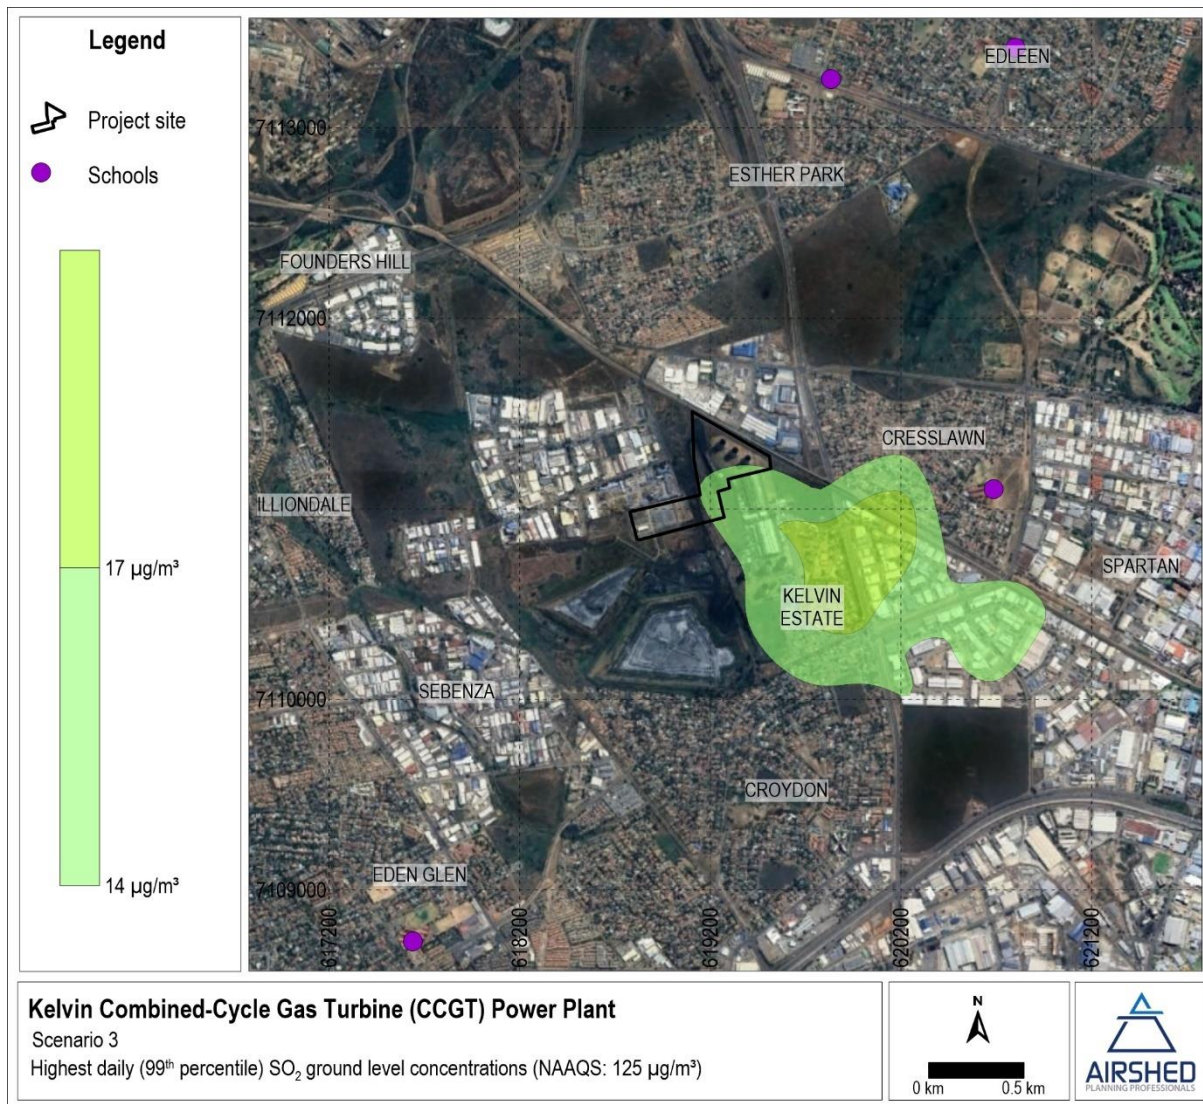 Legend
Project site
Schools
17 µg/m³
14 µg/m³
EDLEEN
7113000
ESTHER PARK
FOUNDERS HILL
7112000
CRESSLAWN
ILLIONDALE
SPARTAN
KELVIN
ESTATE
SEBENZA
7110000
CROYDON
EDEN GLEN
7109000
617200
618200
619200
620200
621200
Kelvin Combined-Cycle Gas Turbine (CCGT) Power Plant
Scenario 3
Highest daily (99th percentile) SO₂ ground level concentrations (NAAQS: 125 µg/m³)
N
0 km 0.5 km
AIRSHED
PLANNING PROFESSIONALS